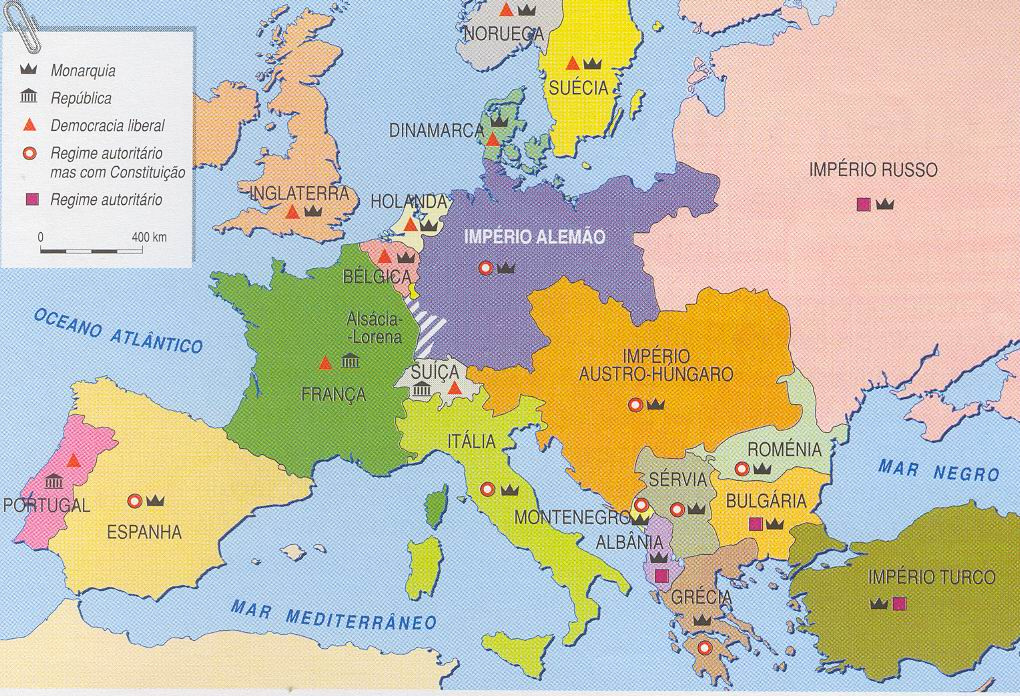 Monarquia
República
Democracia liberal
Regime autoritário
mas com Constituição
Regime autoritário
0 400 km
NORUEGA
SUÉCIA
DINAMARCA
IMPÉRIO RUSSO
INGLATERRA
HOLANDA
IMPÉRIO ALEMÃO
BÉLGICA
OCEANO ATLÂNTICO
Alsácia-
-Lorena
IMPÉRIO
AUSTRO-HÚNGARO
SUÍÇA
FRANÇA
ITÁLIA
ROMÉNIA
MAR NEGRO
SÉRVIA
PORTUGAL
ESPANHA
MONTENEGRO
BULGÁRIA
ALBÂNIA
IMPÉRIO TURCO
GRÉCIA
MAR MEDITERRÂNEO